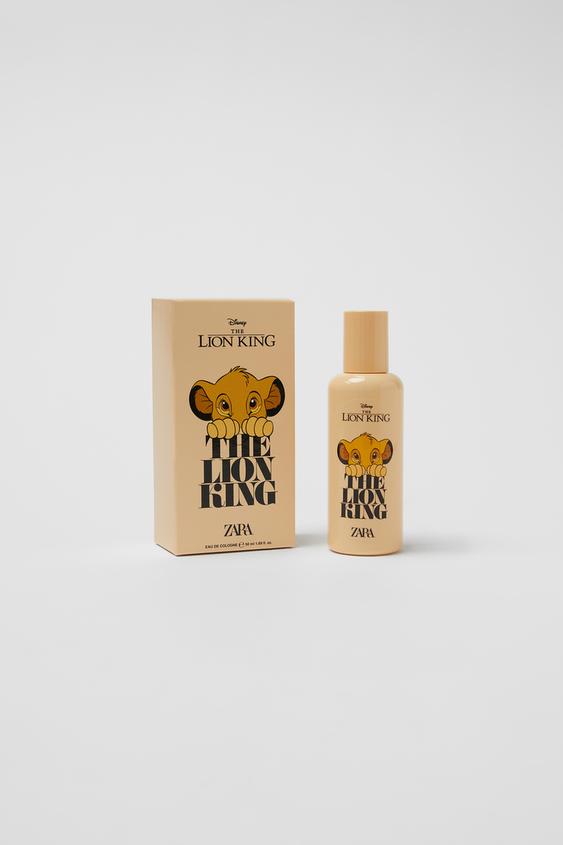 Disney
THE
LION KING
THE
LION
KING
ZARA
EAU DE COLOGNE ℮ 50 ml 1.69 fl. oz.
Disney
THE
LION KING
THE
LION
KING
ZARA